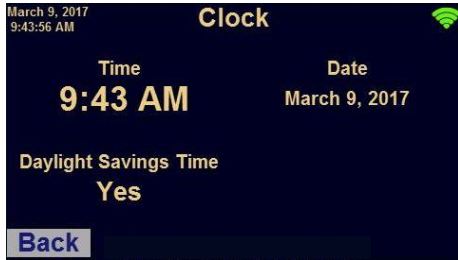 March 9, 2017
9:43:56 AM
Clock
Time
9:43 AM
Date
March 9, 2017
Daylight Savings Time
Yes
Back